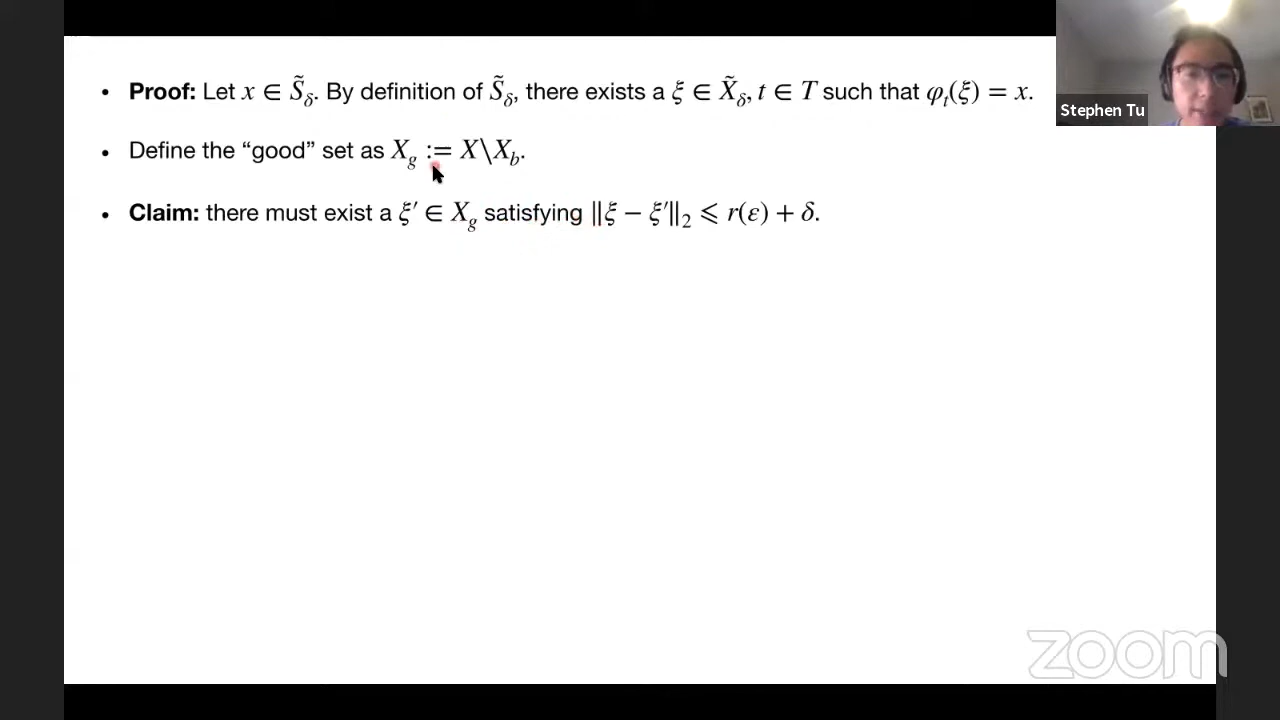 • Proof: Let x ∈ S̃_δ. By definition of S̃_δ, there exists a ξ ∈ X̃_δ, t ∈ T such that φ_t(ξ) = x.
Stephen Tu
• Define the “good” set as X_g := X\X_b.
• Claim: there must exist a ξ′ ∈ X_g satisfying ‖ξ − ξ′‖₂ ⩽ r(ε) + δ.
zoom